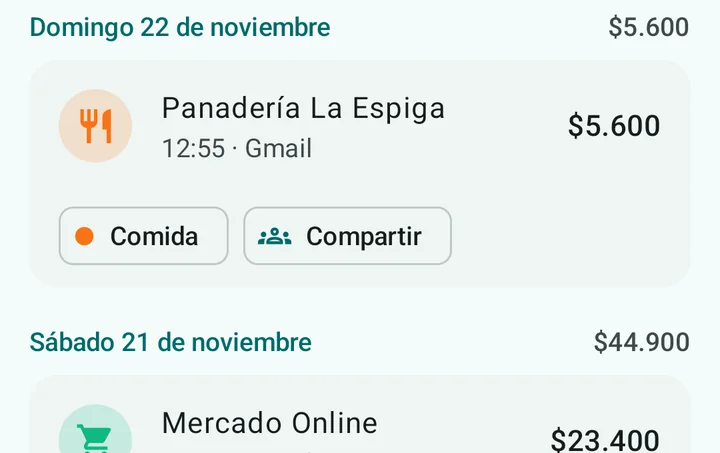 Domingo 22 de noviembre $5.600
Panadería La Espiga
$5.600
12:55 · Gmail
Comida
Compartir
Sábado 21 de noviembre $44.900
Mercado Online
$23.400